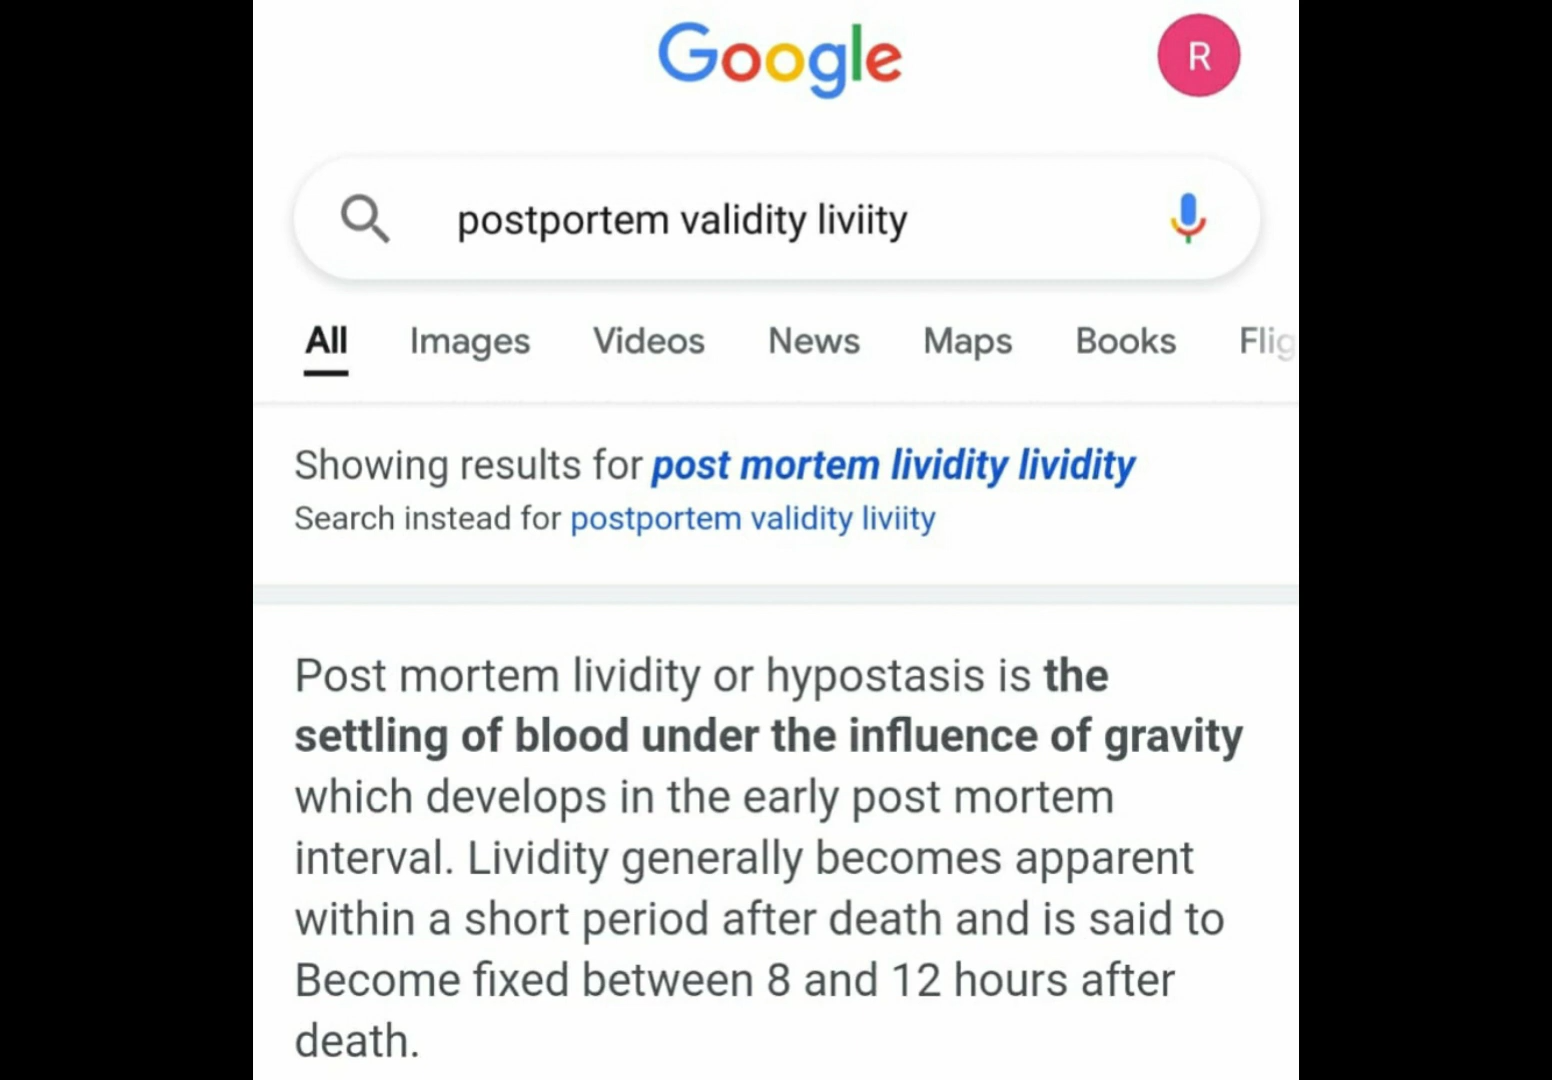 Google
R
postportem validity liviity
All Images Videos News Maps Books Flig
Showing results for post mortem lividity lividity
Search instead for postportem validity liviity
Post mortem lividity or hypostasis is the
settling of blood under the influence of gravity
which develops in the early post mortem
interval. Lividity generally becomes apparent
within a short period after death and is said to
Become fixed between 8 and 12 hours after
death.